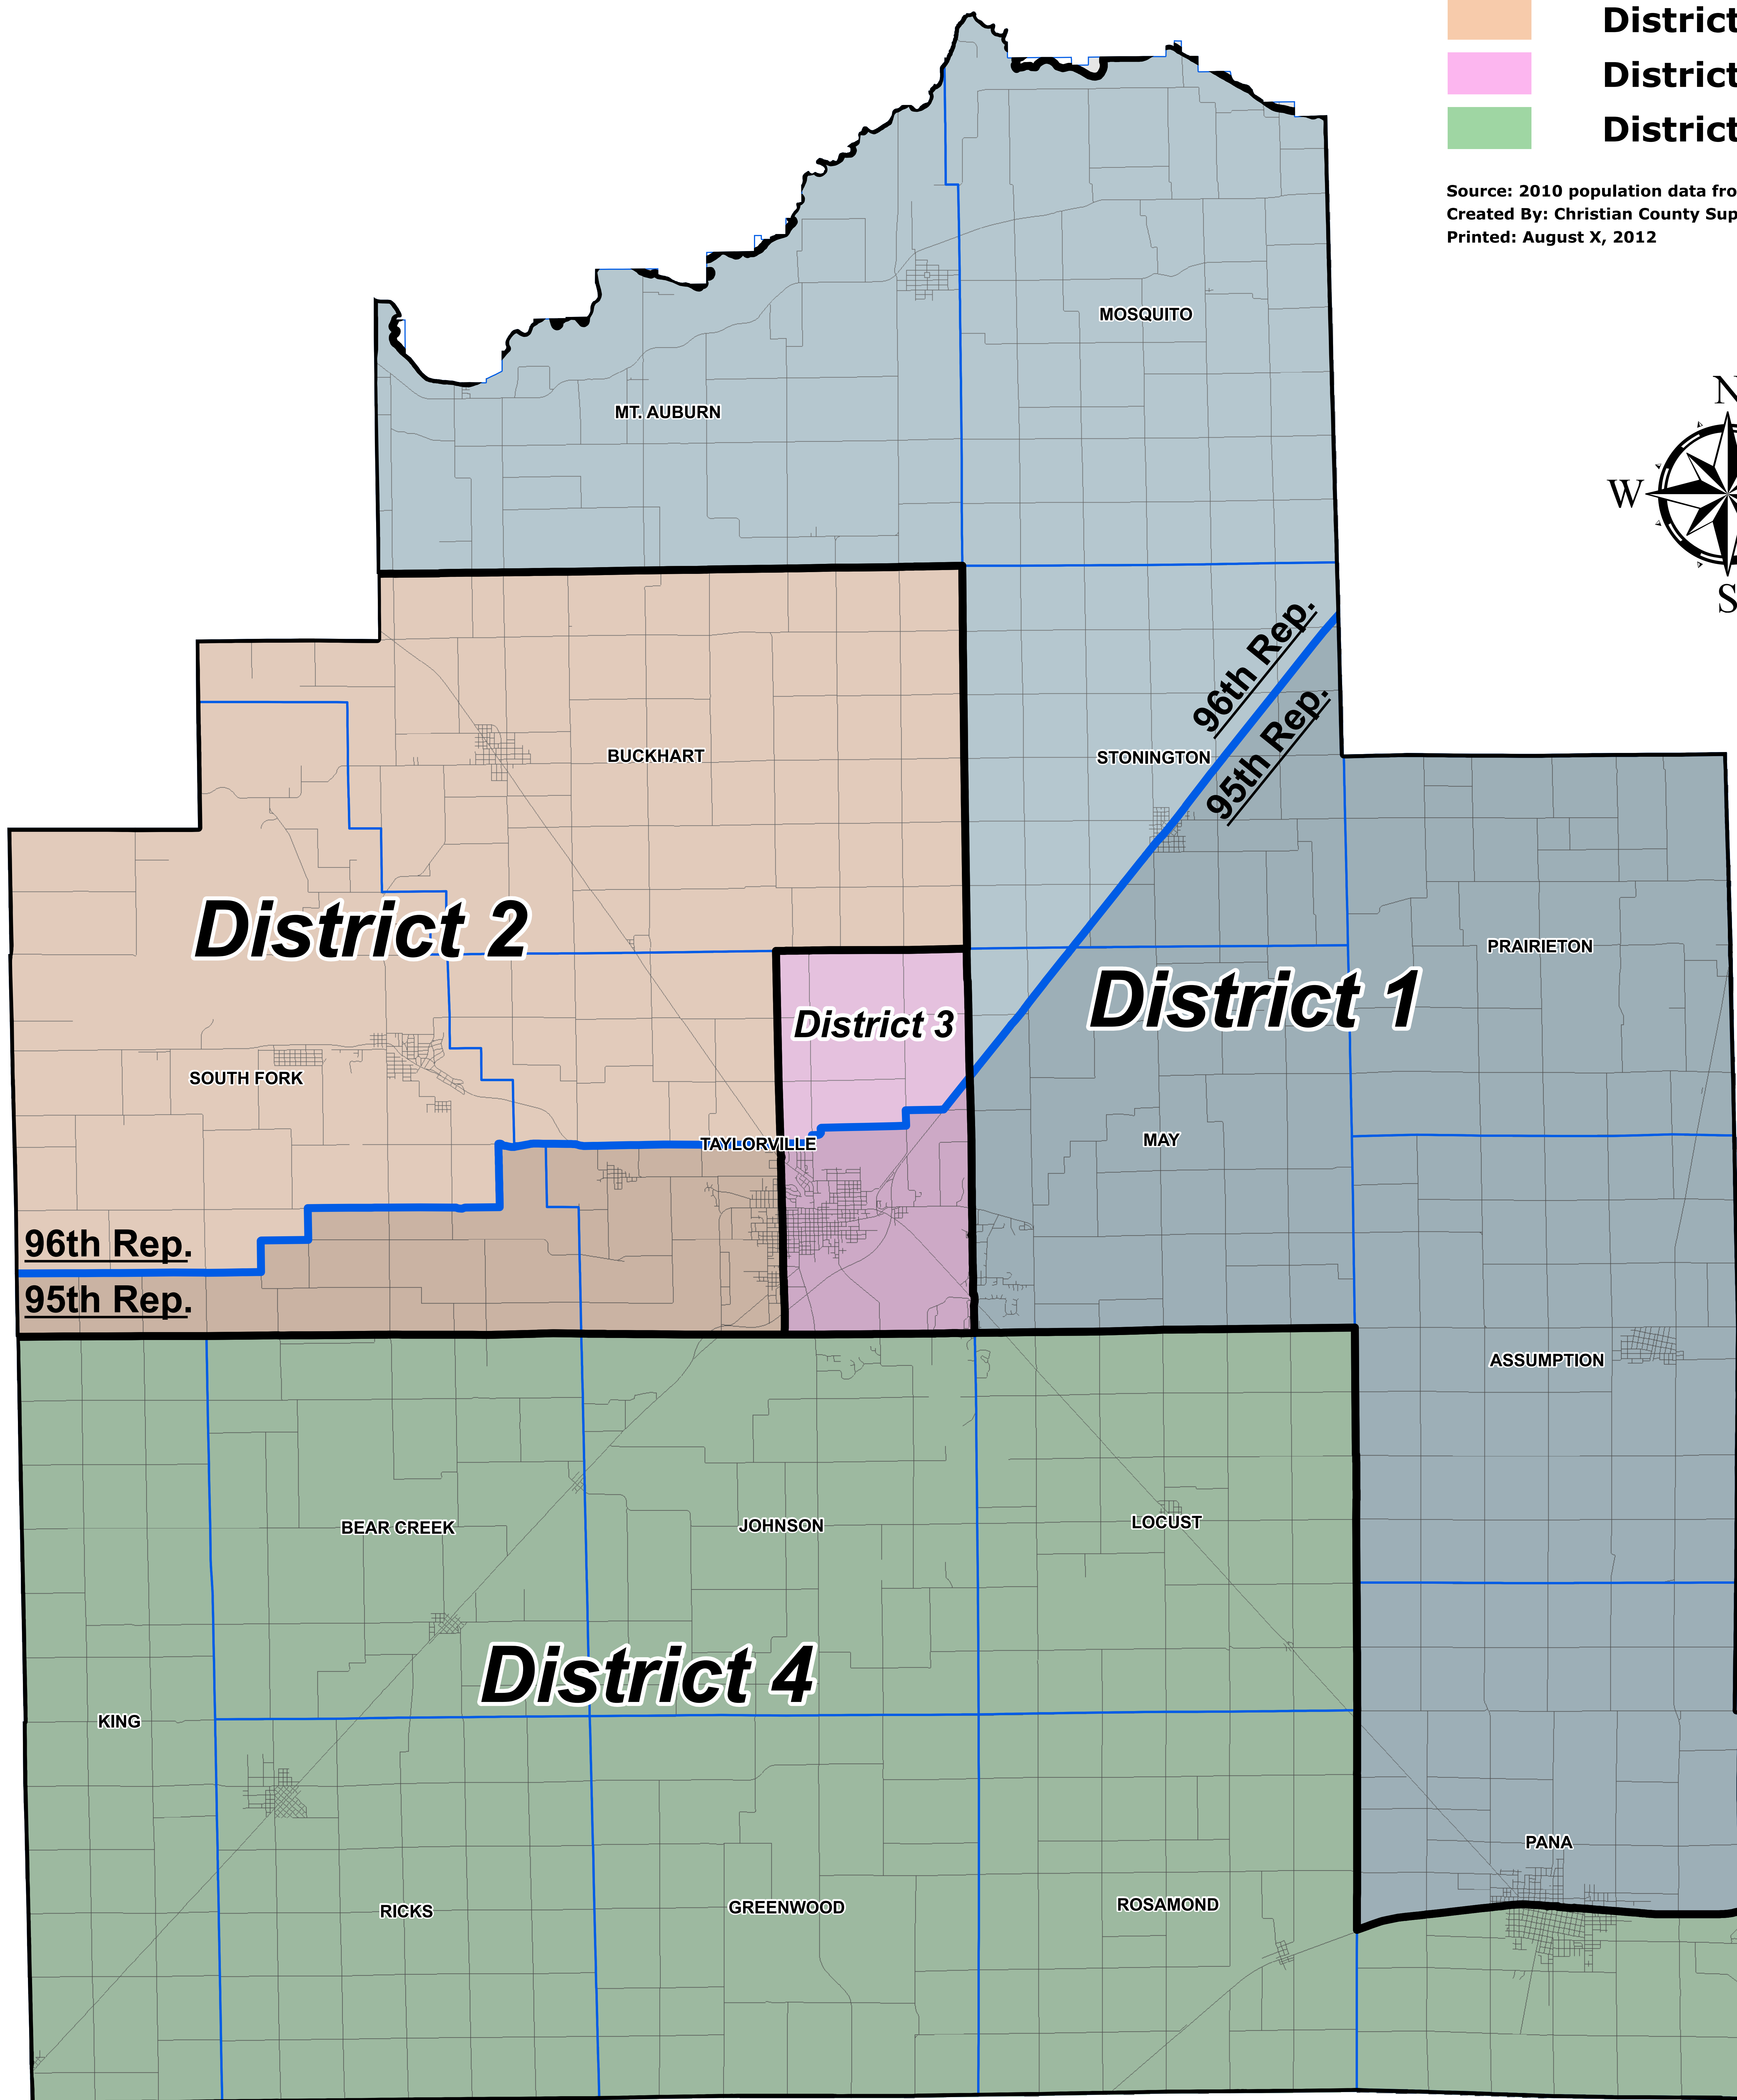 District
District
District
Source: 2010 population data fro
Created By: Christian County Sup
Printed: August X, 2012
N
W
S
MOSQUITO
MT. AUBURN
96th Rep.
95th Rep.
BUCKHART
STONINGTON
District 2
PRAIRIETON
District 1
District 3
SOUTH FORK
TAYLORVILLE
MAY
96th Rep.
95th Rep.
ASSUMPTION
BEAR CREEK
JOHNSON
LOCUST
District 4
KING
PANA
RICKS
GREENWOOD
ROSAMOND